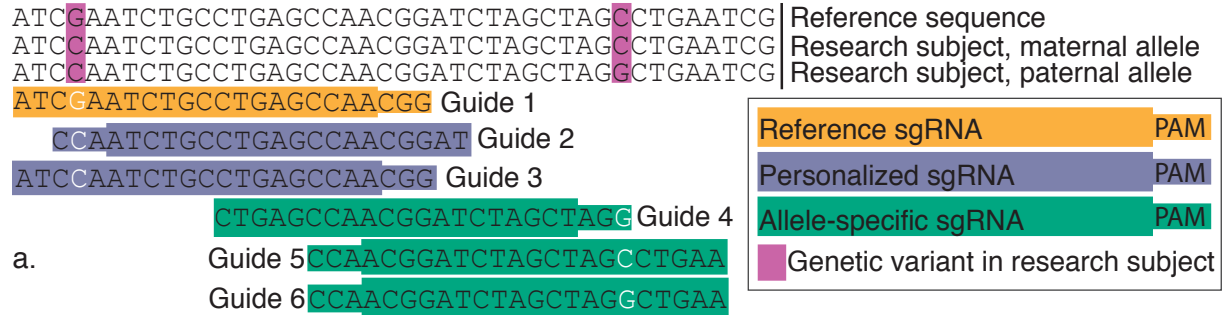 ATCGAATCTGCCTGAGCCAACGGATCTAGCTAGCCTGAATCG Reference sequence
ATCCAATCTGCCTGAGCCAACGGATCTAGCTAGCCTGAATCG Research subject, maternal allele
ATCCAATCTGCCTGAGCCAACGGATCTAGCTAGGCTGAATCG Research subject, paternal allele
ATCGAATCTGCCTGAGCCAACGG Guide 1
CCAATCTGCCTGAGCCAACGGAT Guide 2
ATCCAATCTGCCTGAGCCAACGG Guide 3
CTGAGCCAACGGATCTAGCTAGG Guide 4
a.
Guide 5 CCAACGGATCTAGCTAGCCTGAA
Guide 6 CCAACGGATCTAGCTAGGCTGAA
Reference sgRNA PAM
Personalized sgRNA PAM
Allele-specific sgRNA PAM
Genetic variant in research subject